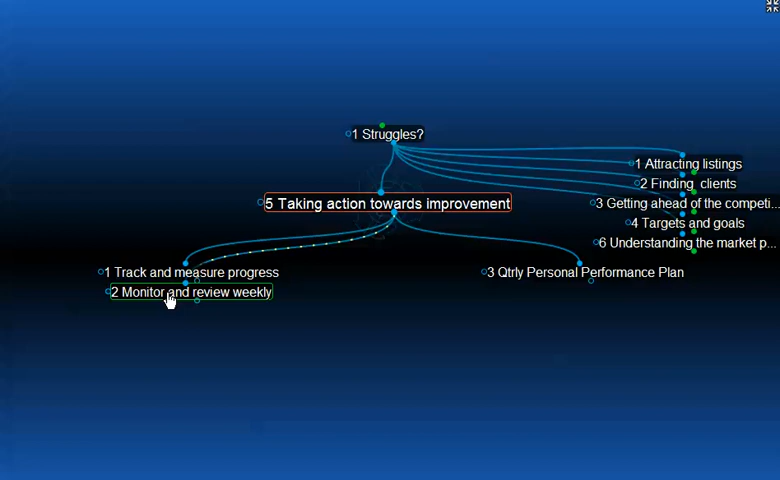 1 Struggles?
1 Attracting listings
2 Finding clients
3 Getting ahead of the competi...
4 Targets and goals
6 Understanding the market p...
5 Taking action towards improvement
1 Track and measure progress
2 Monitor and review weekly
3 Qtrly Personal Performance Plan